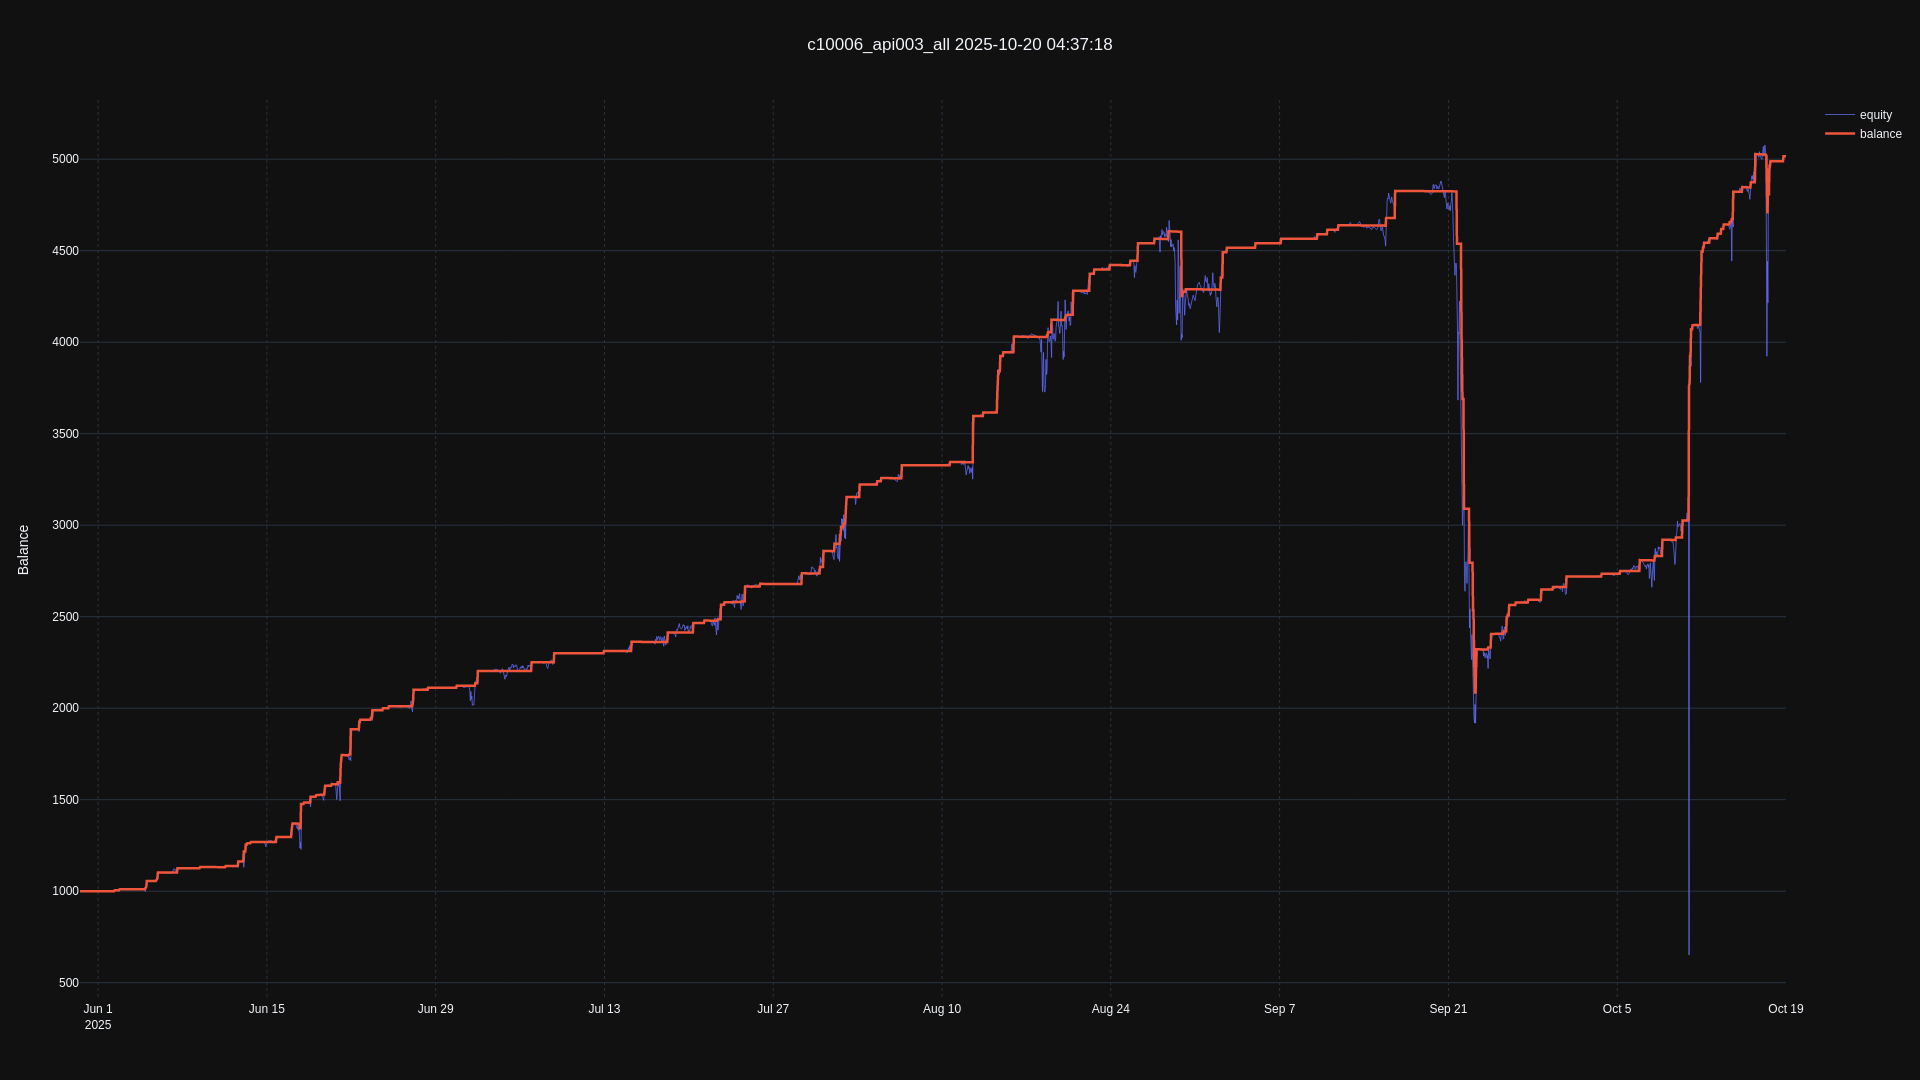 c10006_api003_all 2025-10-20 04:37:18
equity
balance
Balance
5000
4500
4000
3500
3000
2500
2000
1500
1000
500
Jun 1
2025
Jun 15
Jun 29
Jul 13
Jul 27
Aug 10
Aug 24
Sep 7
Sep 21
Oct 5
Oct 19